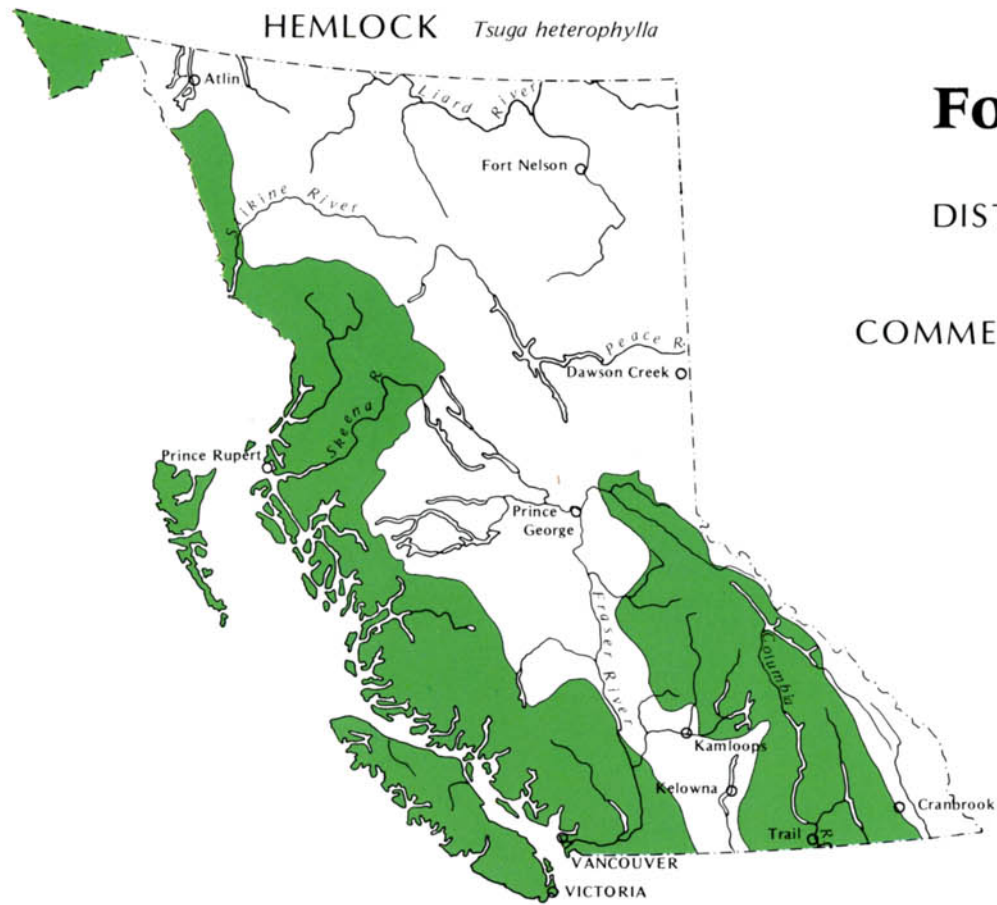 HEMLOCK Tsuga heterophylla
Fo
DIST
COMME
Atlin
Liard River
Fort Nelson
Stikine River
Peace R.
Dawson Creek
Skeena R.
Prince Rupert
Prince
George
Fraser River
Columbia
Kamloops
Kelowna
Cranbrook
Trail
R.
VANCOUVER
VICTORIA